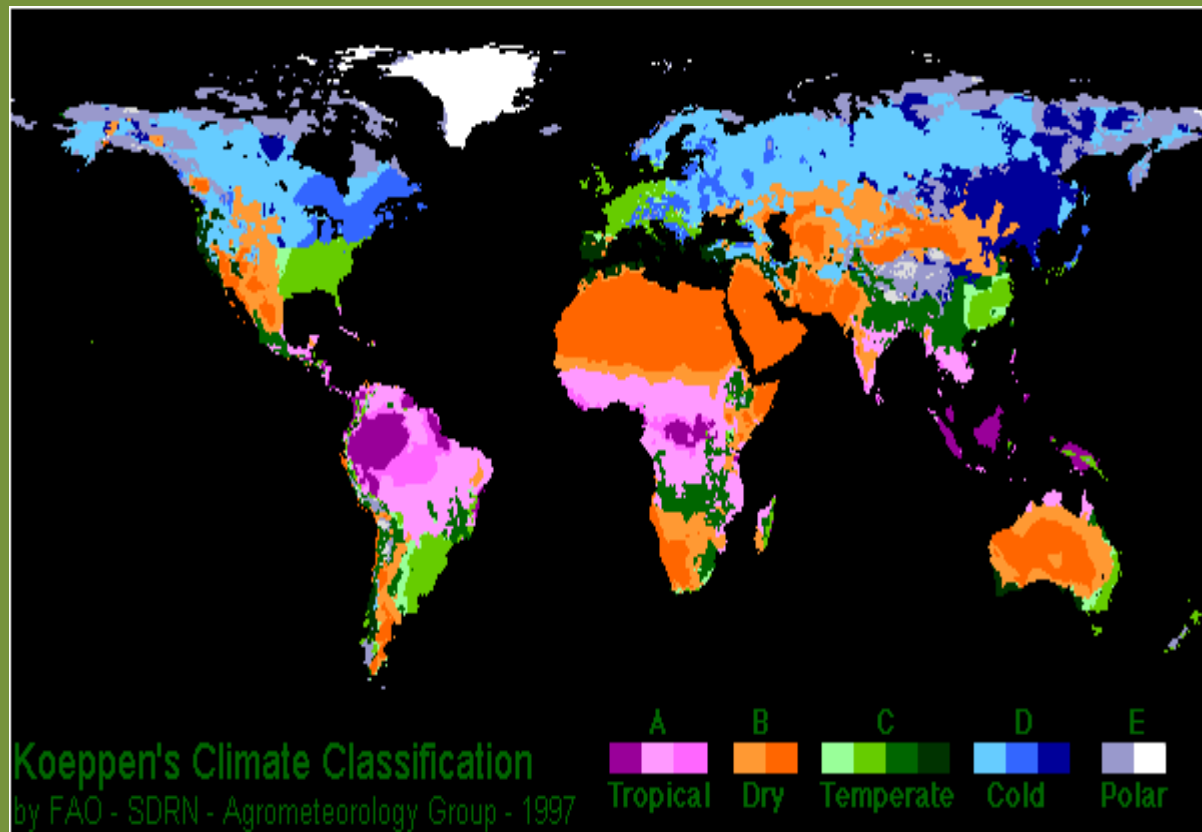 A B C D E
Koeppen's Climate Classification
Tropical Dry Temperate Cold Polar
by FAO - SDRN - Agrometeorology Group - 1997